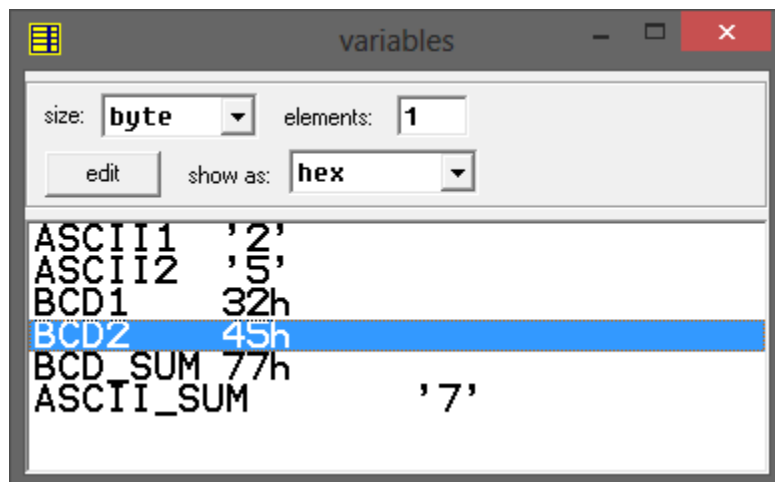 variables
size: byte elements: 1
edit show as: hex
ASCII1 '2'
ASCII2 '5'
BCD1 32h
BCD2 45h
BCD_SUM 77h
ASCII_SUM '7'